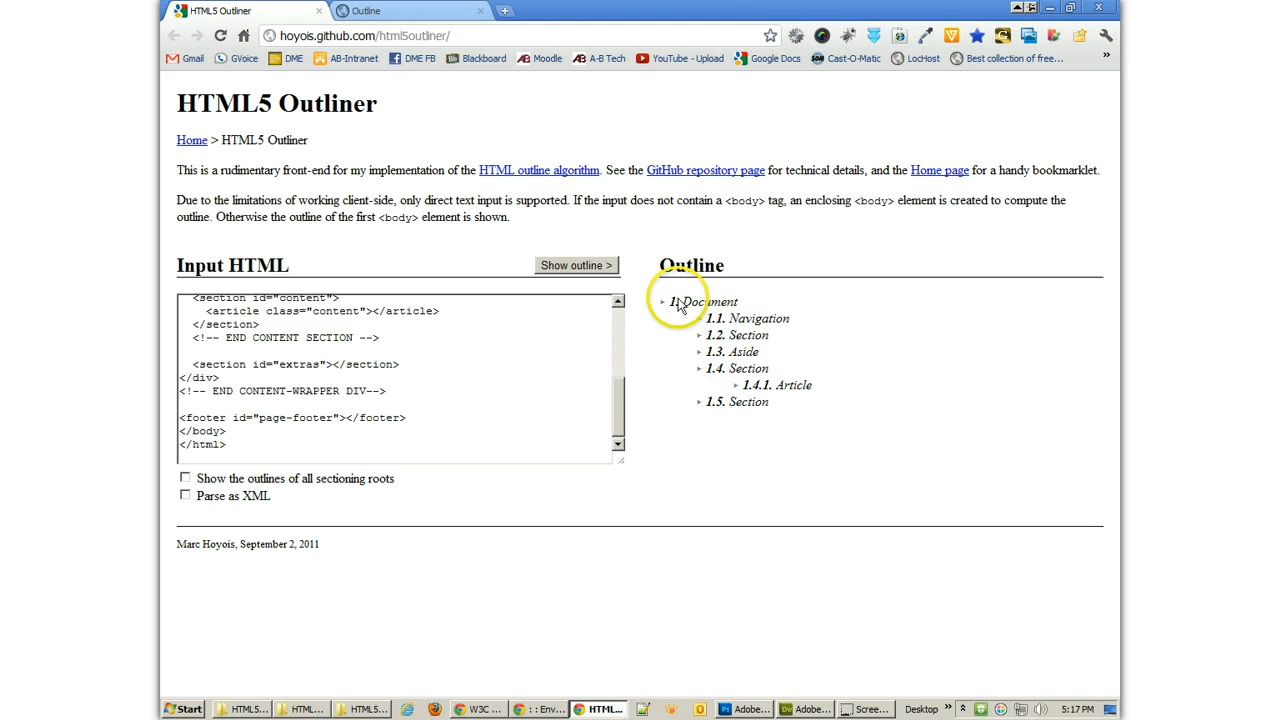 HTML5 Outliner
Outline
hoyois.github.com/html5outliner/
Gmail GVoice DME AB-Intranet DME FB Blackboard Moodle A-B Tech YouTube - Upload Google Docs Cast-O-Matic LocHost Best collection of free... »
HTML5 Outliner
Home > HTML5 Outliner
This is a rudimentary front-end for my implementation of the HTML outline algorithm. See the GitHub repository page for technical details, and the Home page for a handy bookmarklet.
Due to the limitations of working client-side, only direct text input is supported. If the input does not contain a <body> tag, an enclosing <body> element is created to compute the
outline. Otherwise the outline of the first <body> element is shown.
Input HTML
Show outline >
<section id="content">
<article class="content"></article>
</section>
<!-- END CONTENT SECTION -->
<section id="extras"></section>
</div>
<!-- END CONTENT-WRAPPER DIV-->
<footer id="page-footer"></footer>
</body>
</html>
Show the outlines of all sectioning roots
Parse as XML
Outline
1. Document
1.1. Navigation
1.2. Section
1.3. Aside
1.4. Section
1.4.1. Article
1.5. Section
Marc Hoyois, September 2, 2011
Start HTML5... HTML... HTML5... W3C ... : : Env... HTML... Adobe... Adobe... Scree... Desktop » 5:17 PM